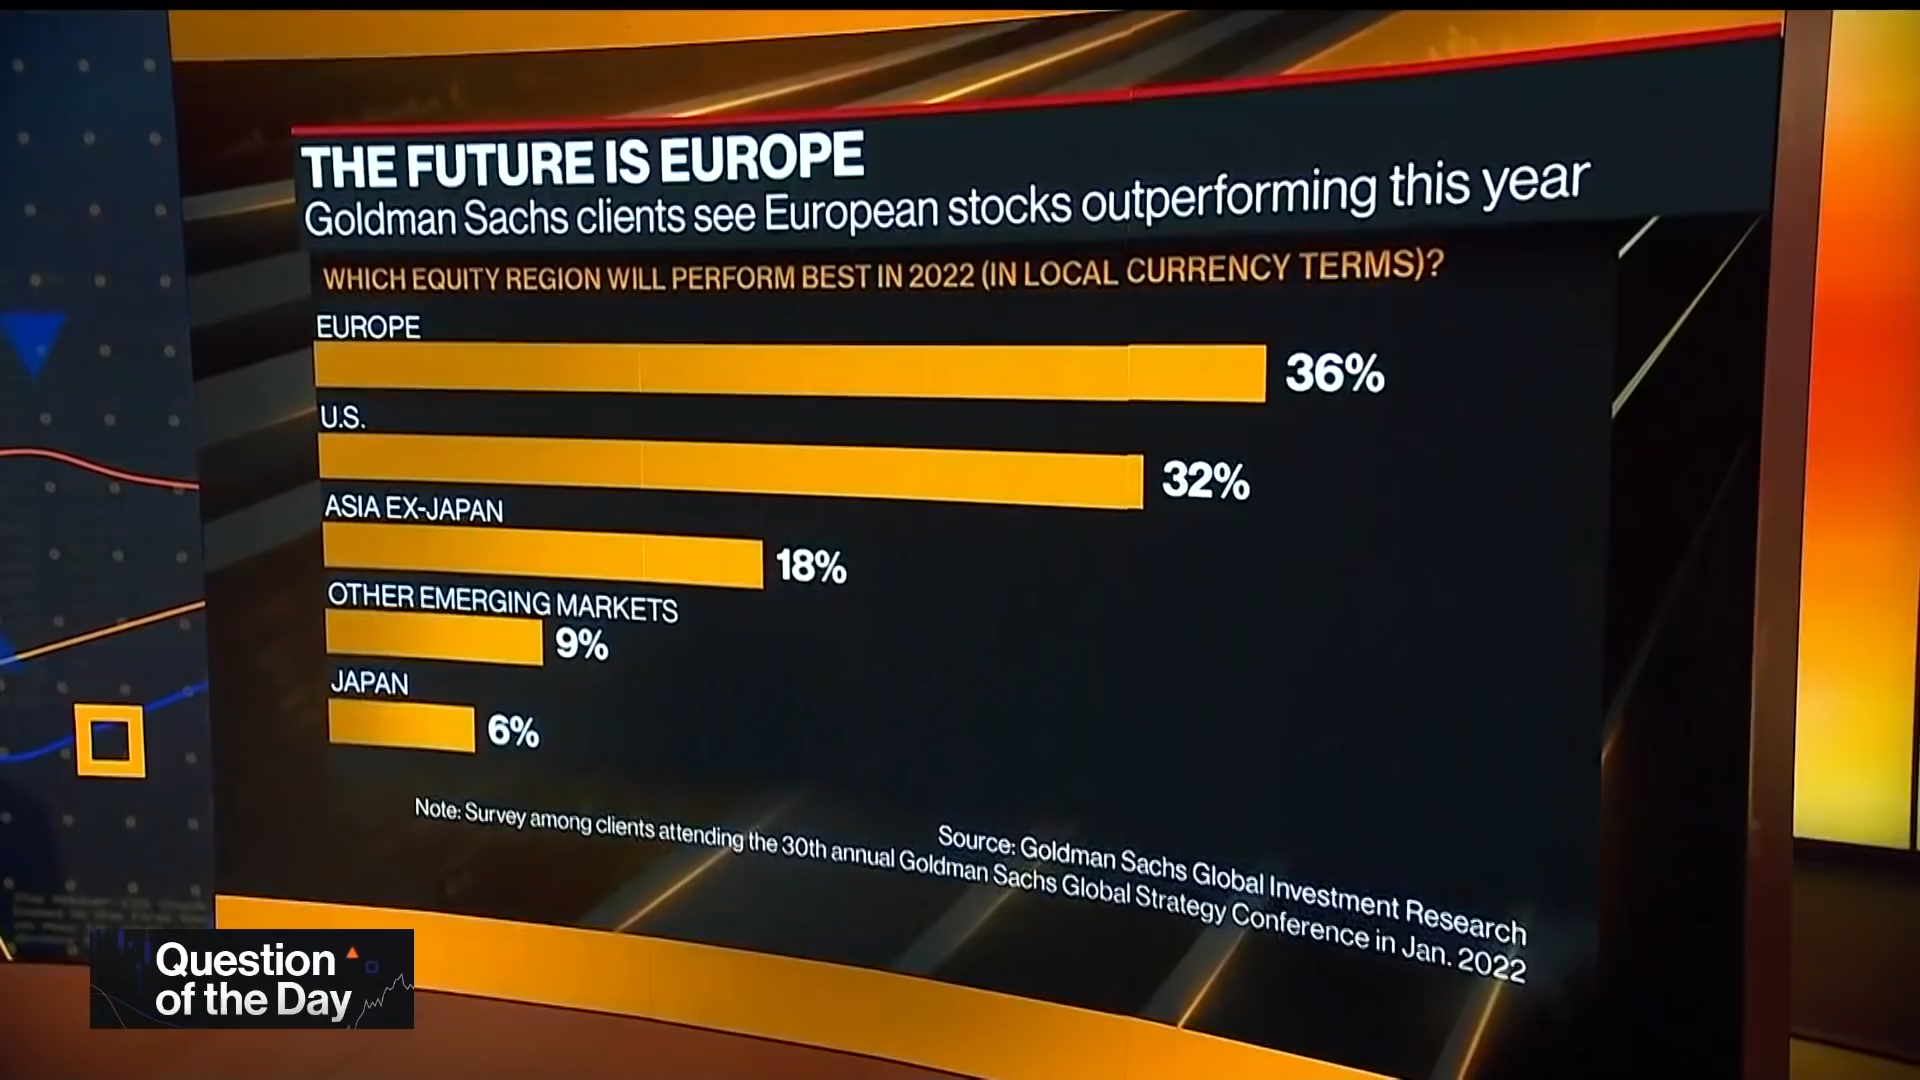 THE FUTURE IS EUROPE
Goldman Sachs clients see European stocks outperforming this year
WHICH EQUITY REGION WILL PERFORM BEST IN 2022 (IN LOCAL CURRENCY TERMS)?
EUROPE
36%
U.S.
32%
ASIA EX-JAPAN
18%
OTHER EMERGING MARKETS
9%
JAPAN
6%
Source: Goldman Sachs Global Investment Research
Note: Survey among clients attending the 30th annual Goldman Sachs Global Strategy Conference in Jan. 2022
Question
of the Day